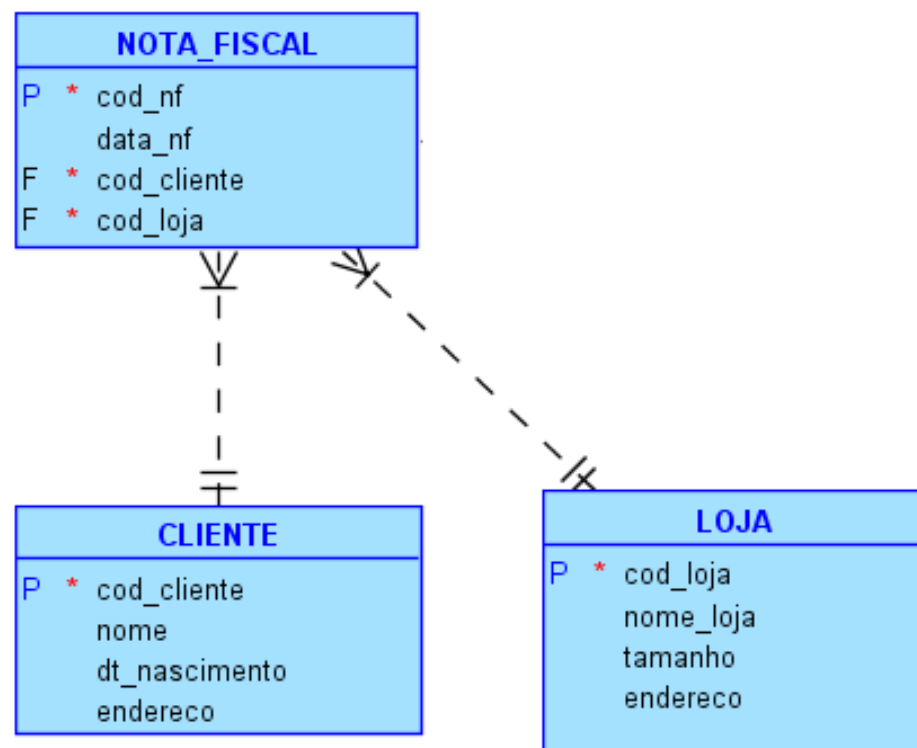 NOTA_FISCAL
P * cod_nf
data_nf
F * cod_cliente
F * cod_loja
CLIENTE
P * cod_cliente
nome
dt_nascimento
endereco
LOJA
P * cod_loja
nome_loja
tamanho
endereco